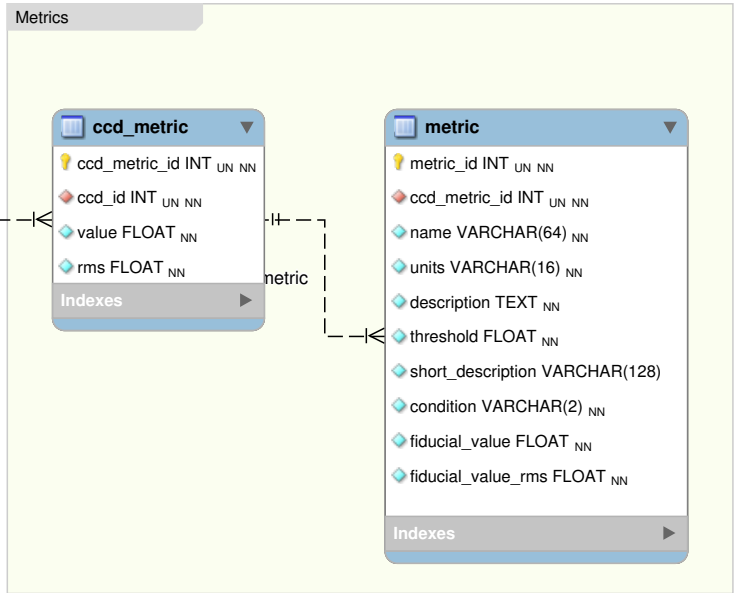 Metrics
ccd_metric
ccd_metric_id INT UN NN
ccd_id INT UN NN
value FLOAT NN
rms FLOAT NN
Indexes
metric
metric
metric_id INT UN NN
ccd_metric_id INT UN NN
name VARCHAR(64) NN
units VARCHAR(16) NN
description TEXT NN
threshold FLOAT NN
short_description VARCHAR(128)
condition VARCHAR(2) NN
fiducial_value FLOAT NN
fiducial_value_rms FLOAT NN
Indexes